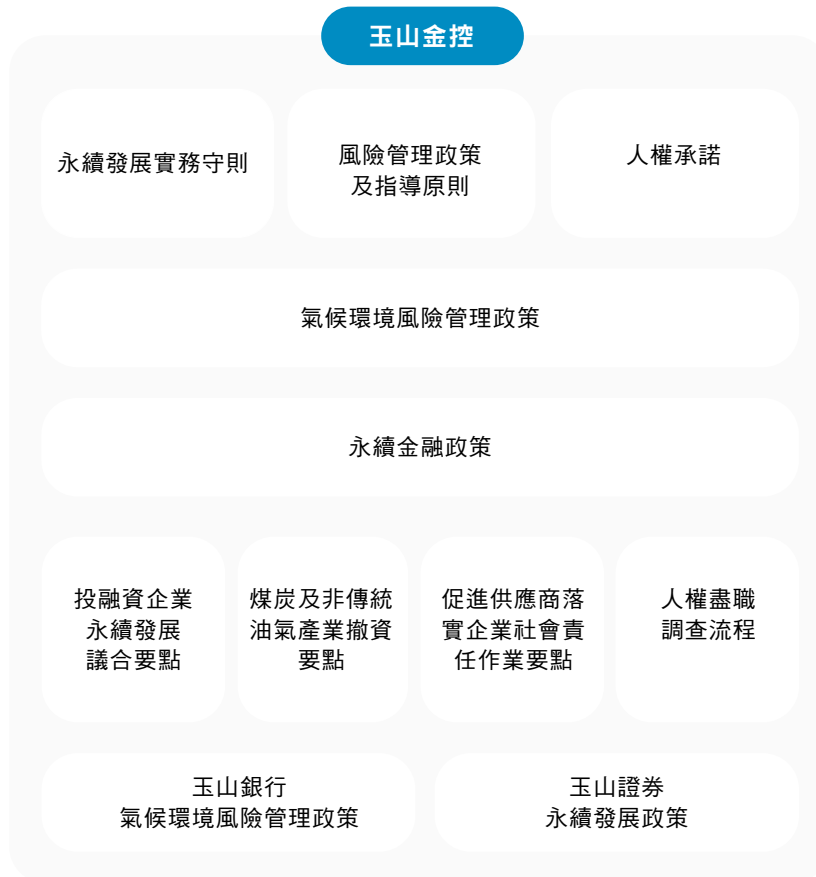 玉山金控
永續發展實務守則
風險管理政策
及指導原則
人權承諾
氣候環境風險管理政策
永續金融政策
投融資企業
永續發展
議合要點
煤炭及非傳統
油氣產業撤資
要點
促進供應商落
實企業社會責
任作業要點
人權盡職
調查流程
玉山銀行
氣候環境風險管理政策
玉山證券
永續發展政策